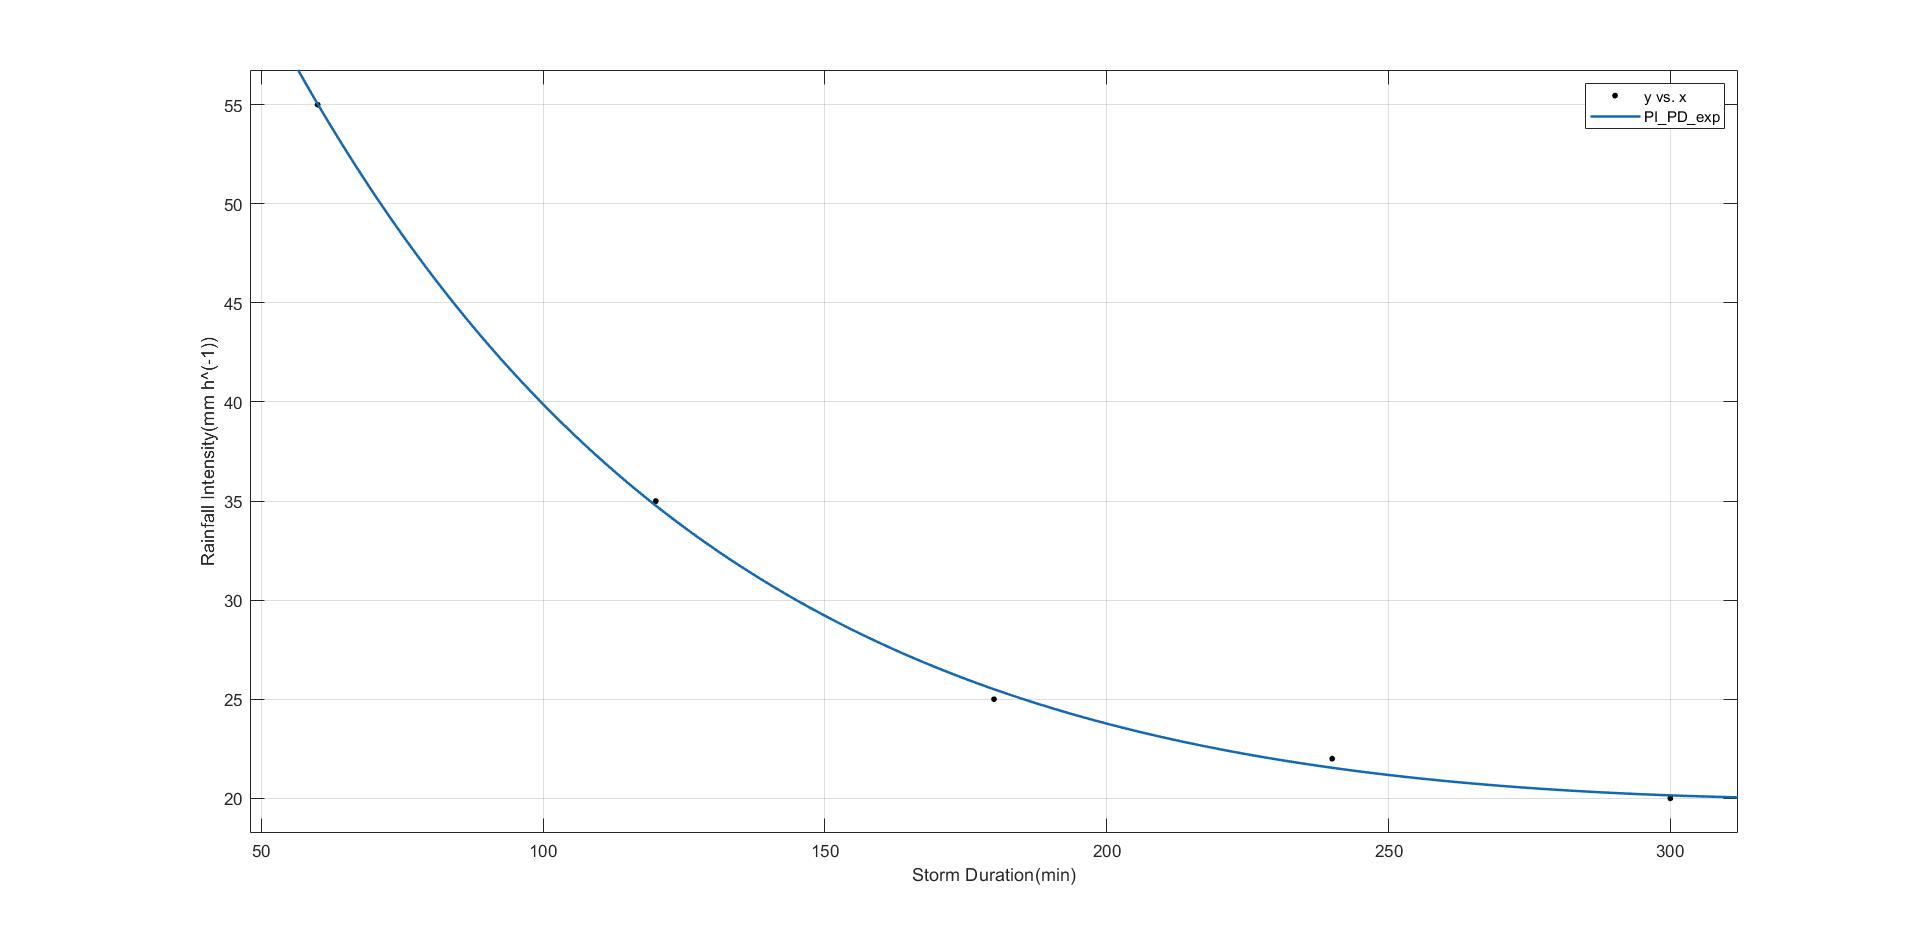 y vs. x
PI_PD_exp
55
50
45
40
35
30
25
20
Rainfall Intensity(mm h^(-1))
50 100 150 200 250 300
Storm Duration(min)